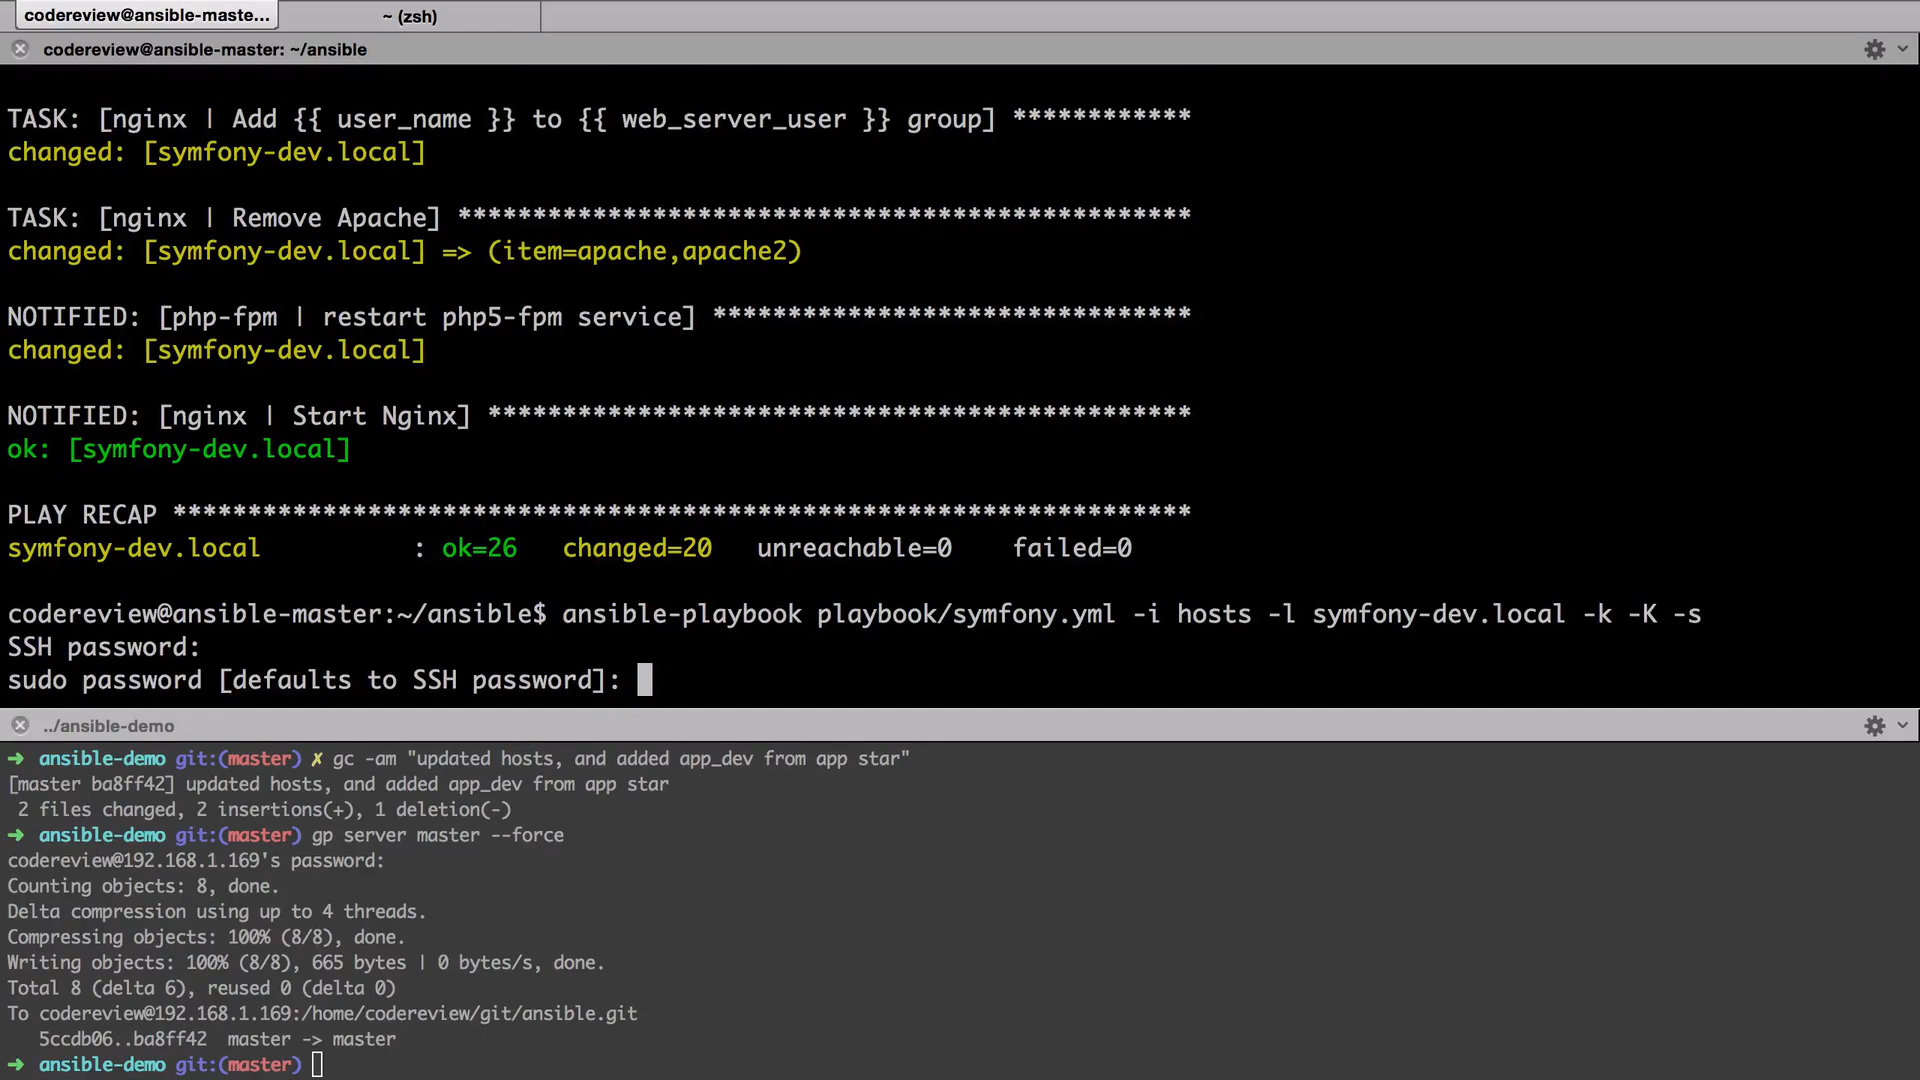 codereview@ansible-maste...
~ (zsh)
codereview@ansible-master: ~/ansible
TASK: [nginx | Add {{ user_name }} to {{ web_server_user }} group] ************
changed: [symfony-dev.local]
TASK: [nginx | Remove Apache] *************************************************
changed: [symfony-dev.local] => (item=apache,apache2)
NOTIFIED: [php-fpm | restart php5-fpm service] ********************************
changed: [symfony-dev.local]
NOTIFIED: [nginx | Start Nginx] ***********************************************
ok: [symfony-dev.local]
PLAY RECAP ********************************************************************
symfony-dev.local          : ok=26   changed=20   unreachable=0    failed=0
codereview@ansible-master:~/ansible$ ansible-playbook playbook/symfony.yml -i hosts -l symfony-dev.local -k -K -s
SSH password:
sudo password [defaults to SSH password]:
../ansible-demo
➜  ansible-demo git:(master) ✗ gc -am "updated hosts, and added app_dev from app star"
[master ba8ff42] updated hosts, and added app_dev from app star
 2 files changed, 2 insertions(+), 1 deletion(-)
➜  ansible-demo git:(master) gp server master --force
codereview@192.168.1.169's password:
Counting objects: 8, done.
Delta compression using up to 4 threads.
Compressing objects: 100% (8/8), done.
Writing objects: 100% (8/8), 665 bytes | 0 bytes/s, done.
Total 8 (delta 6), reused 0 (delta 0)
To codereview@192.168.1.169:/home/codereview/git/ansible.git
   5ccdb06..ba8ff42  master -> master
➜  ansible-demo git:(master)